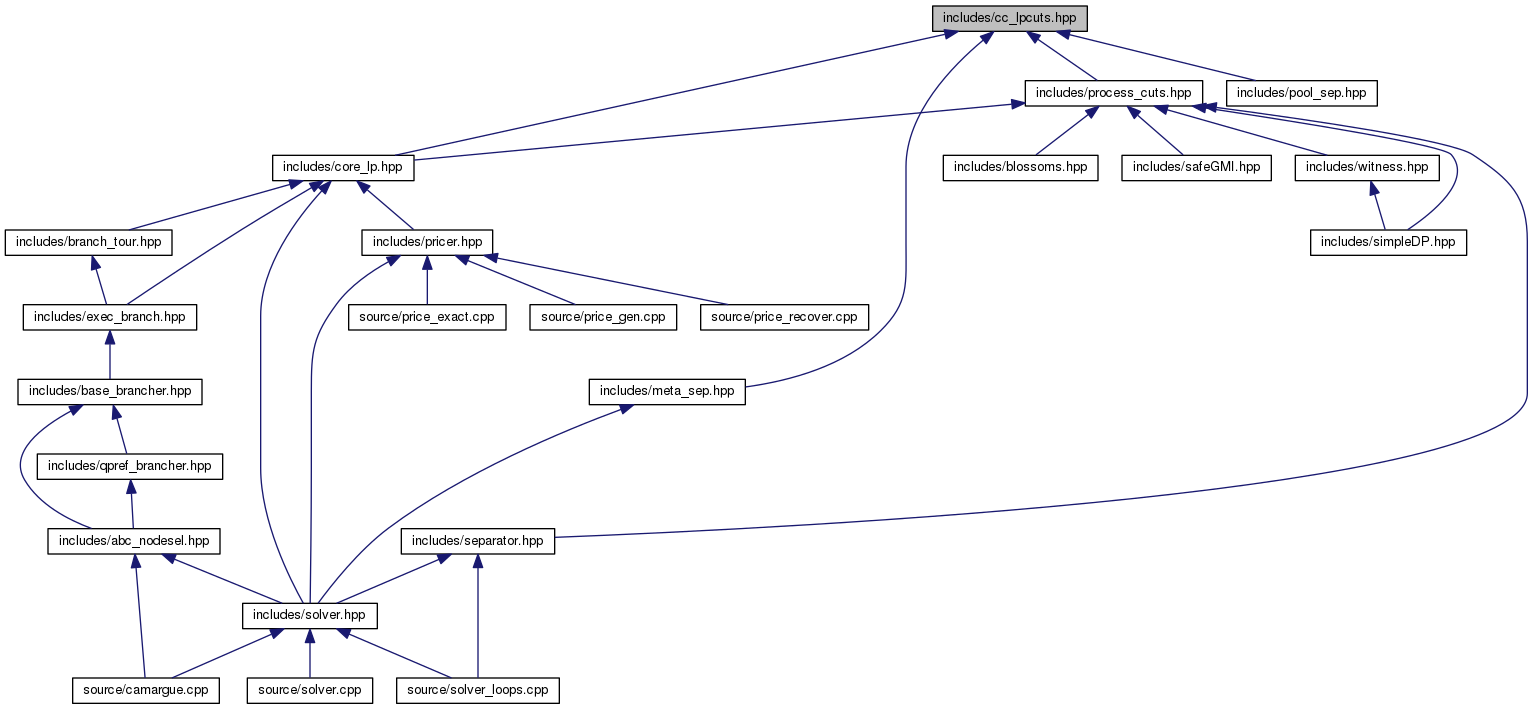 includes/cc_lpcuts.hpp
includes/process_cuts.hpp
includes/pool_sep.hpp
includes/core_lp.hpp
includes/blossoms.hpp
includes/safeGMI.hpp
includes/witness.hpp
includes/branch_tour.hpp
includes/pricer.hpp
includes/simpleDP.hpp
includes/exec_branch.hpp
source/price_exact.cpp
source/price_gen.cpp
source/price_recover.cpp
includes/base_brancher.hpp
includes/meta_sep.hpp
includes/qpref_brancher.hpp
includes/abc_nodesel.hpp
includes/separator.hpp
includes/solver.hpp
source/camargue.cpp
source/solver.cpp
source/solver_loops.cpp